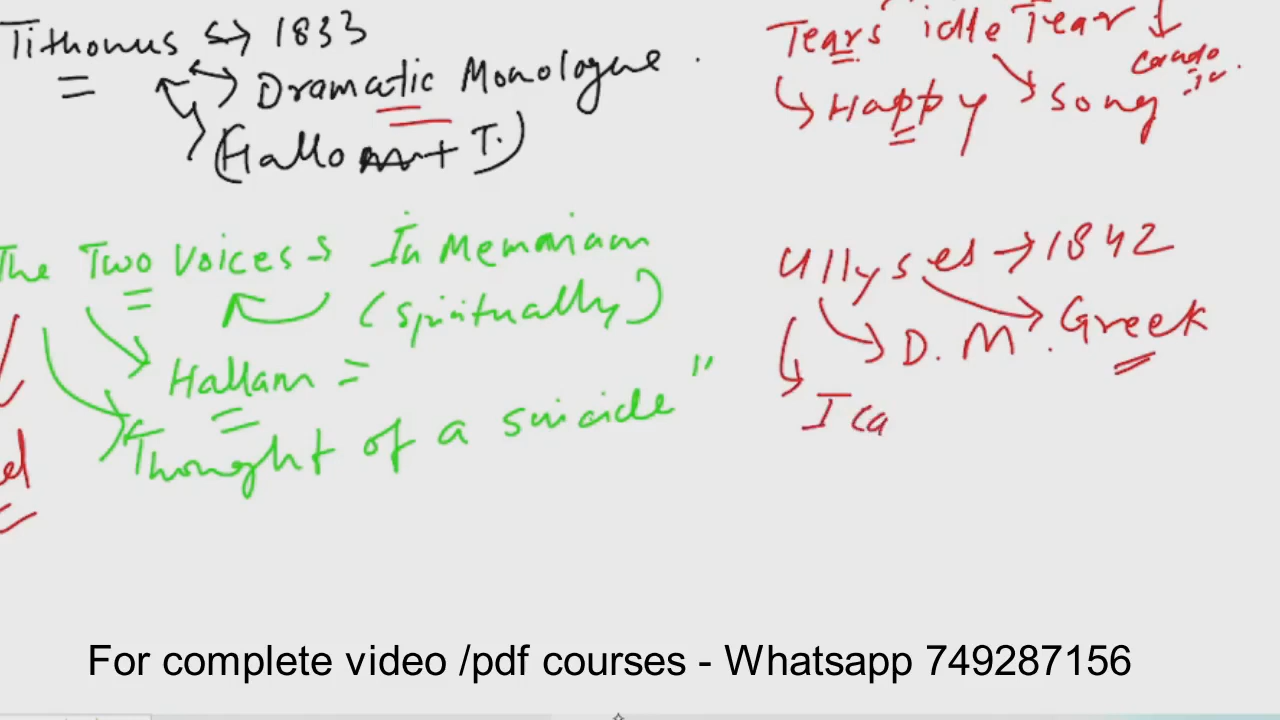 Tithonus → 1833
→ Dramatic Monologue .
(Hallom + T.)
The Two Voices → In Memoriam
(spiritually)
Hallam =
Thought of a suicide"
Tears idle Tear
→ Happy → Song
Ullyses → 1842
→ D. M. → Greek
Ica
For complete video /pdf courses - Whatsapp 749287156